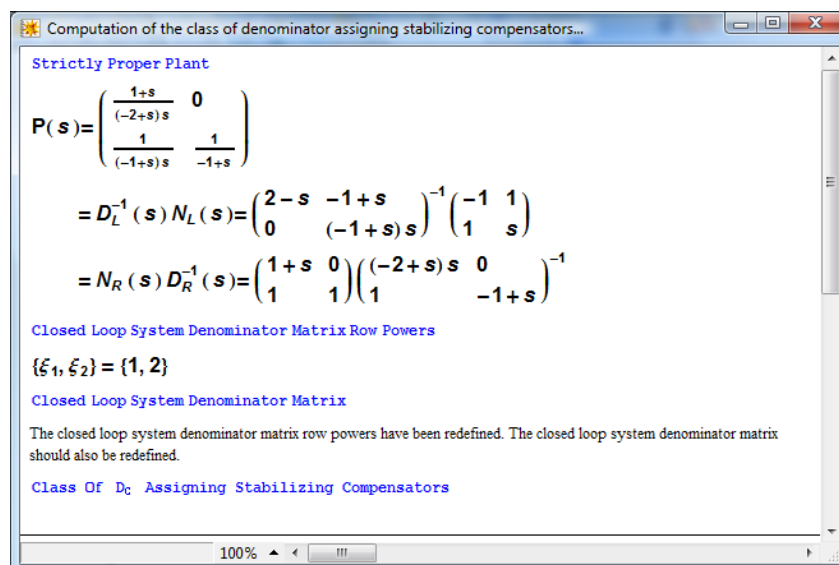 Computation of the class of denominator assigning stabilizing compensators...
Strictly Proper Plant
P(s)=( (1+s)/((-2+s) s) 0 ; 1/((-1+s) s) 1/(-1+s) )
= D_L^-1 (s) N_L (s)= ( 2-s -1+s ; 0 (-1+s) s )^-1 ( -1 1 ; 1 s )
= N_R (s) D_R^-1 (s)= ( 1+s 0 ; 1 1 ) ( (-2+s) s 0 ; 1 -1+s )^-1
Closed Loop System Denominator Matrix Row Powers
{ξ1, ξ2} = {1, 2}
Closed Loop System Denominator Matrix
The closed loop system denominator matrix row powers have been redefined. The closed loop system denominator matrix
should also be redefined.
Class Of D_C Assigning Stabilizing Compensators
100%